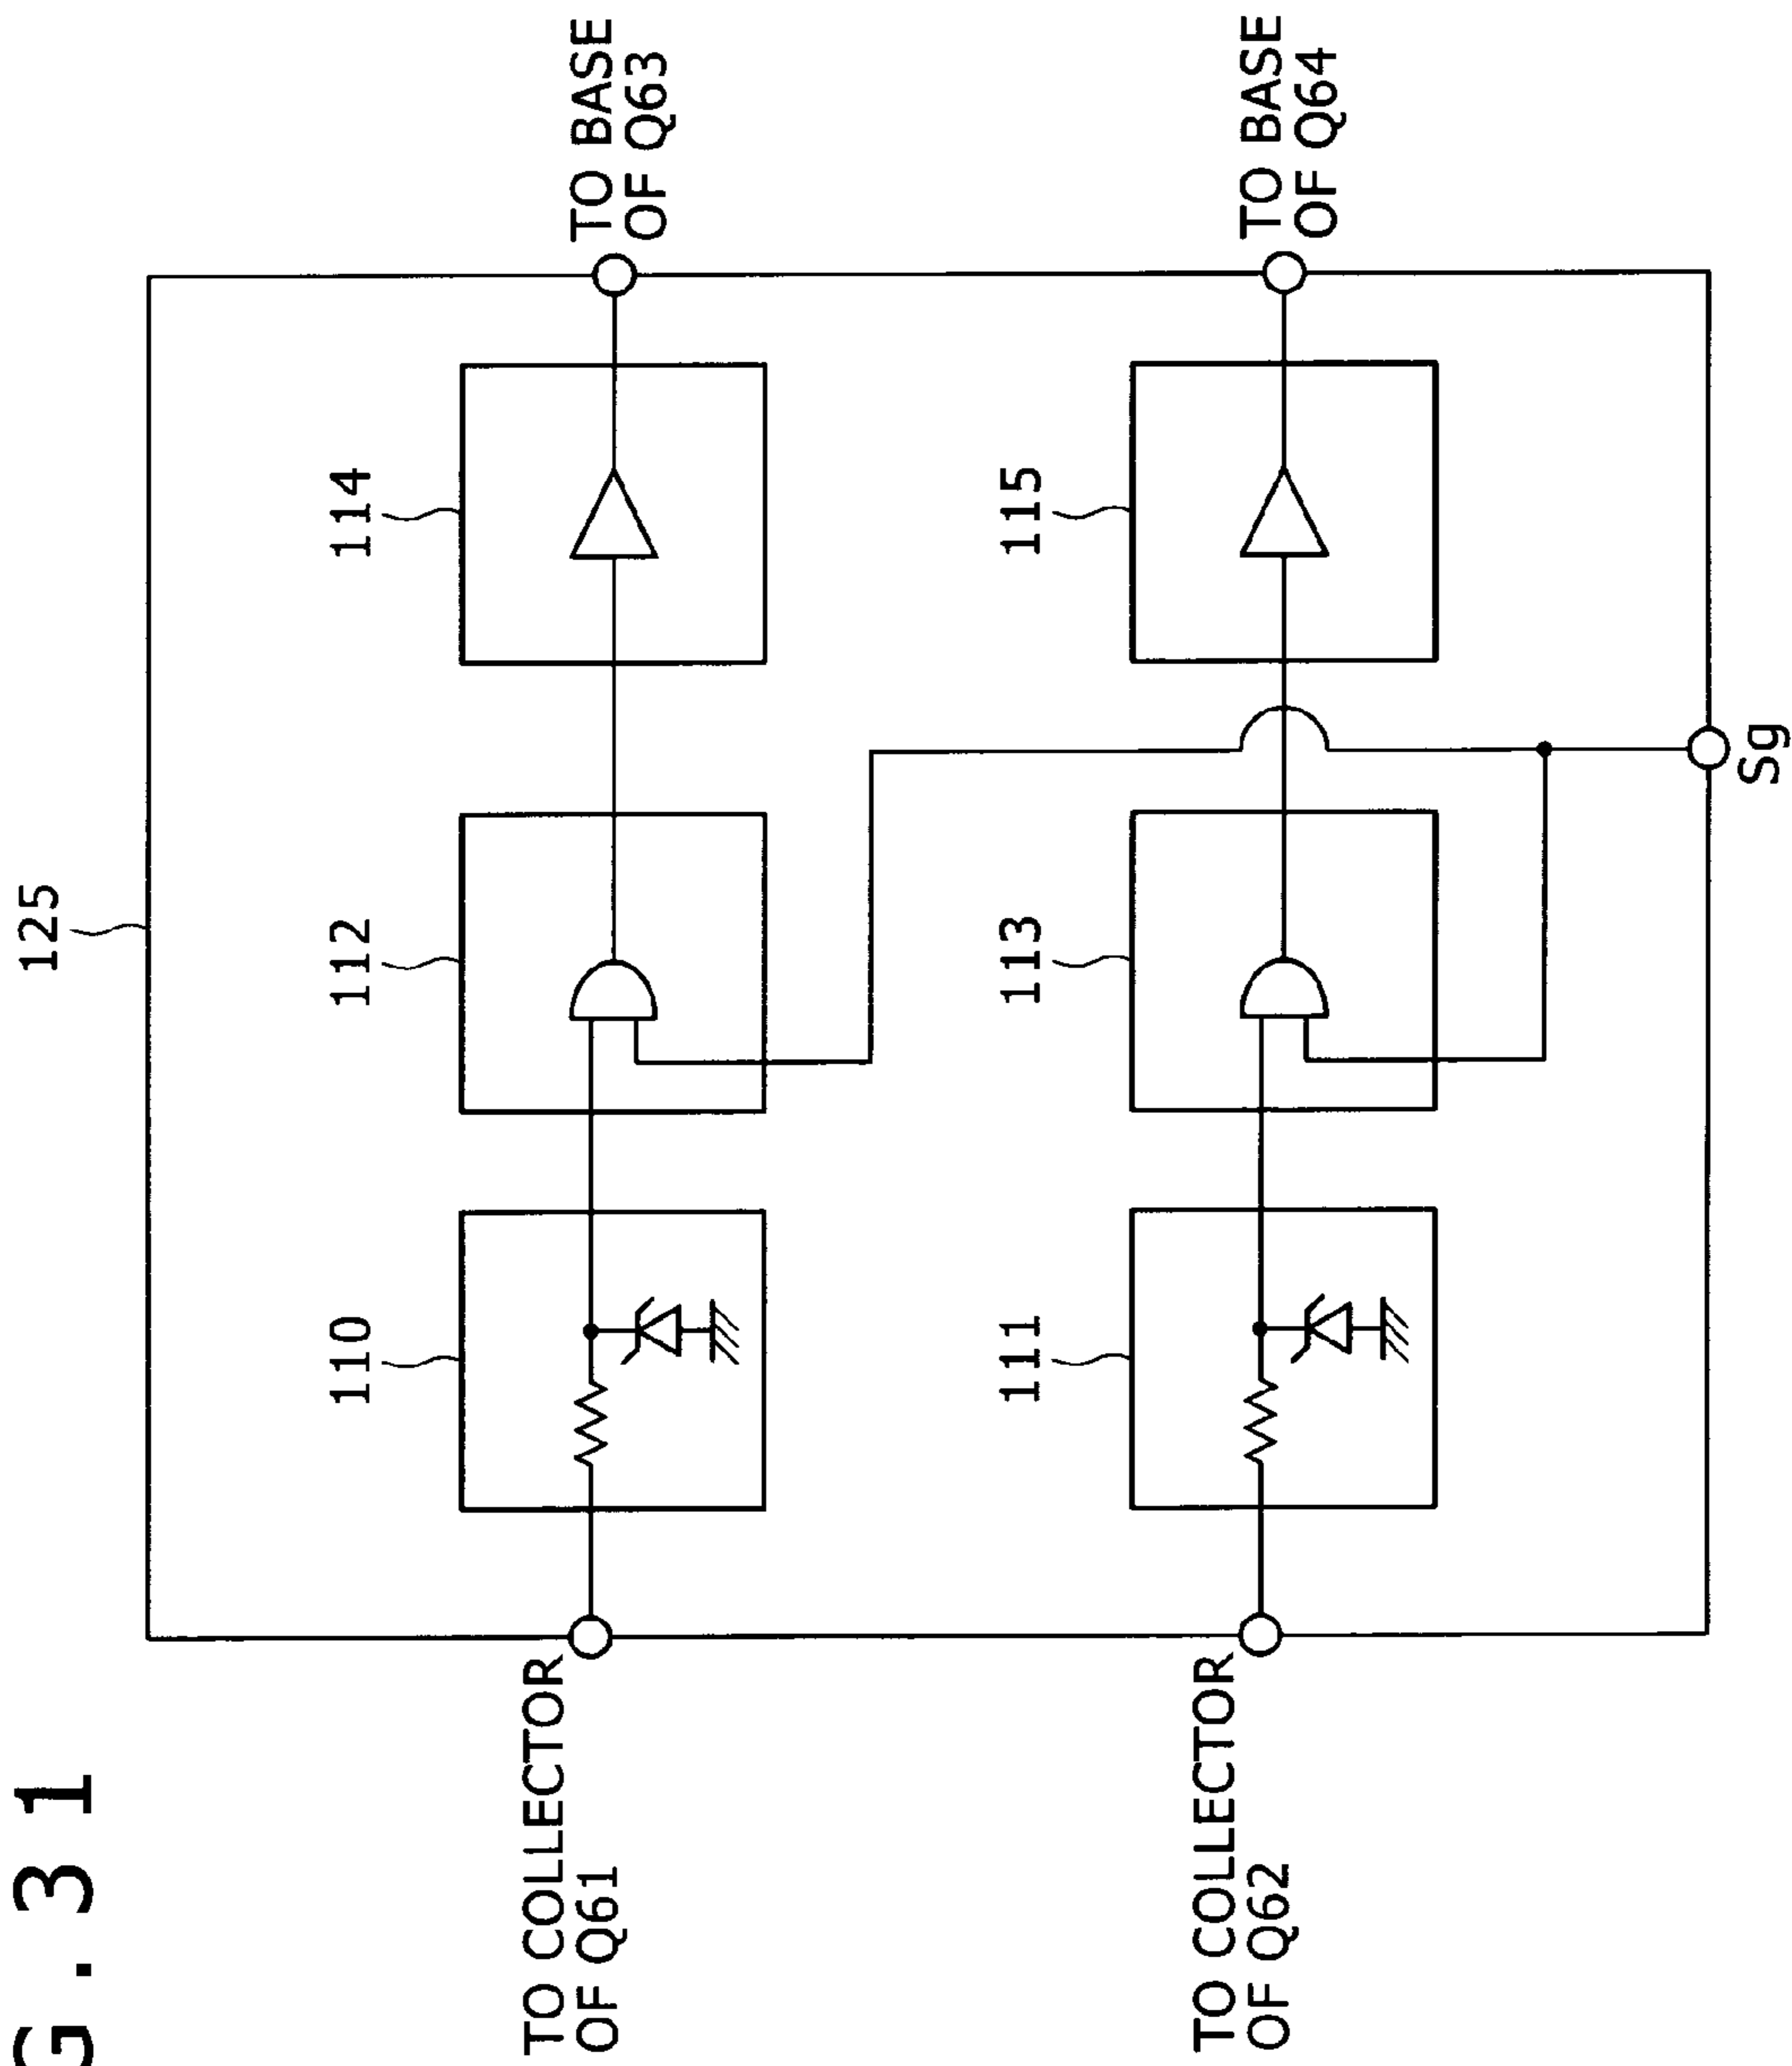 G. 31
125
110
112
114
TO COLLECTOR
OF Q61
TO BASE
OF Q63
111
113
115
TO COLLECTOR
OF Q62
TO BASE
OF Q64
Sg